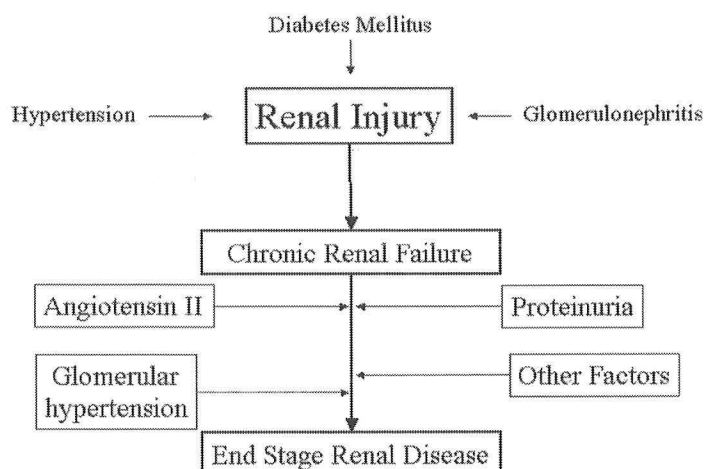 Diabetes Mellitus
Hypertension
Renal Injury
Glomerulonephritis
Chronic Renal Failure
Angiotensin II
Proteinuria
Glomerular
hypertension
Other Factors
End Stage Renal Disease